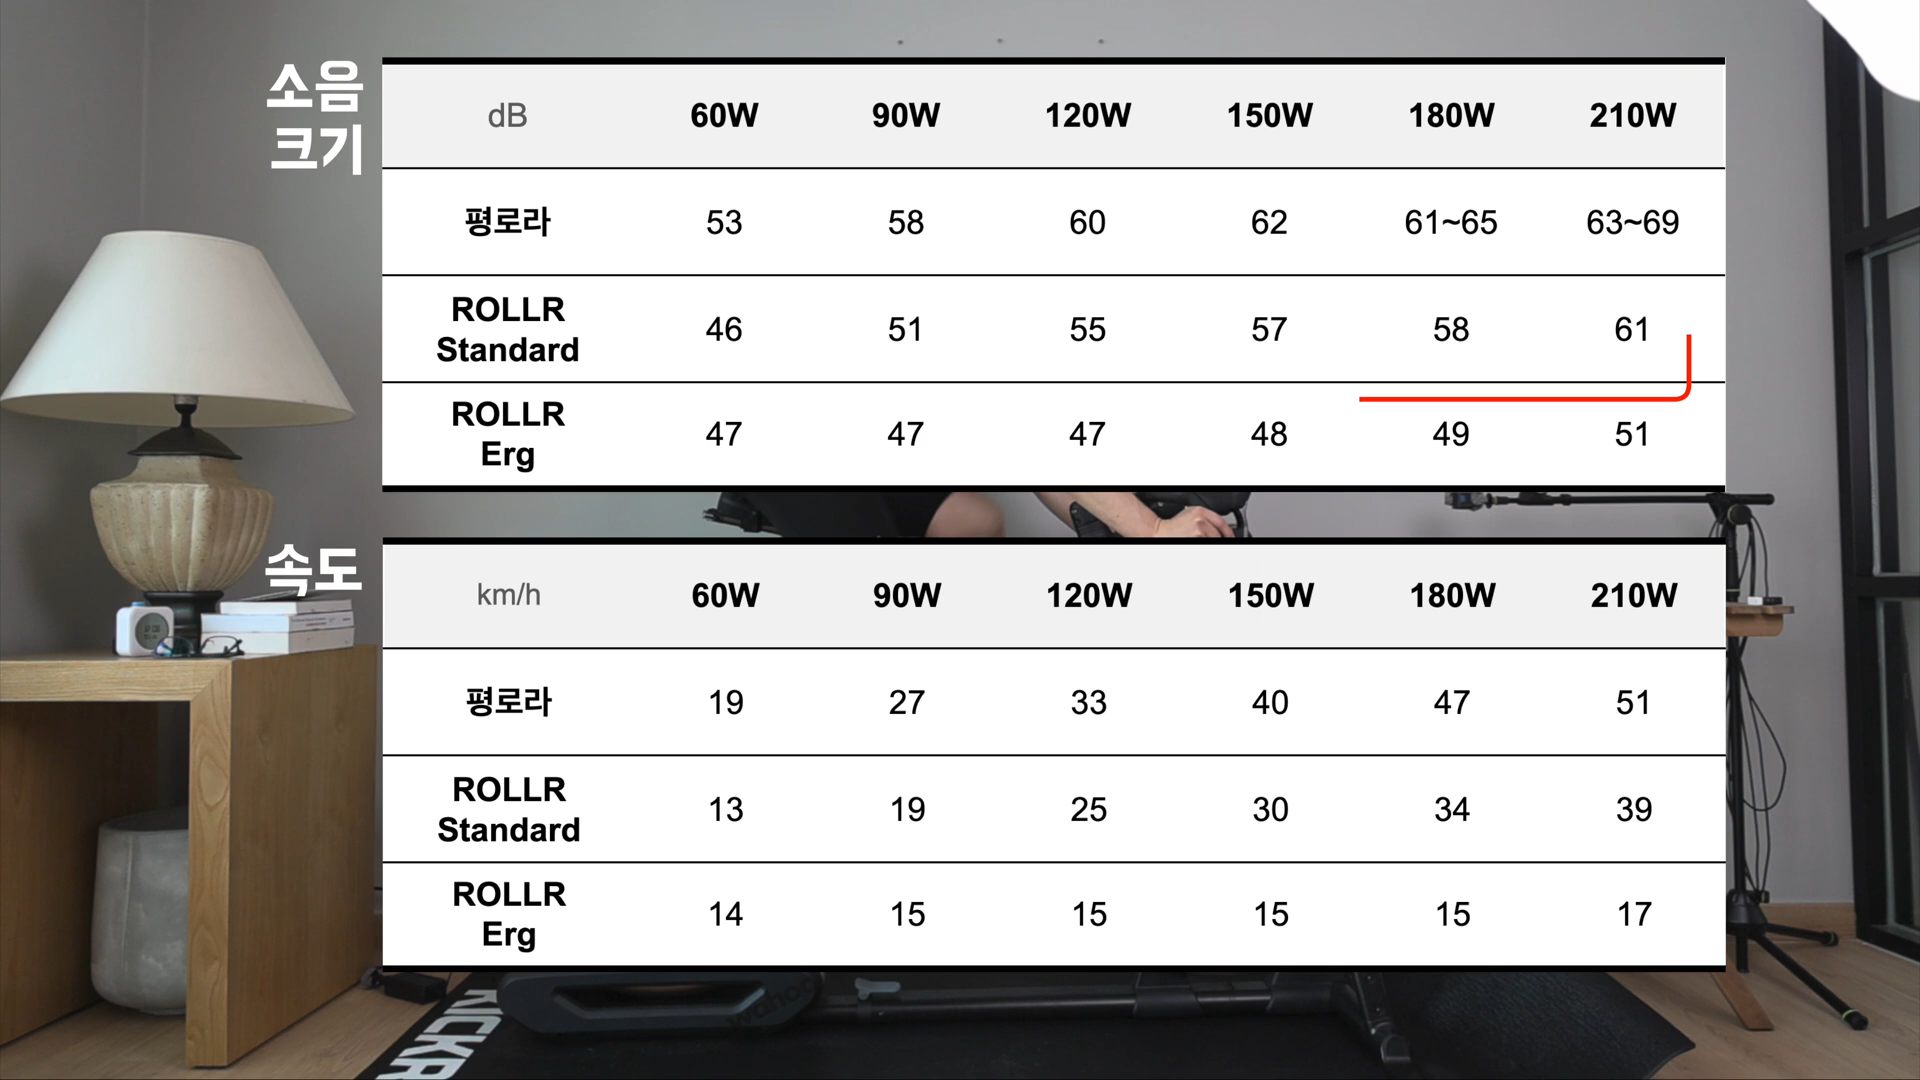 소음
크기
dB 60W 90W 120W 150W 180W 210W
평로라 53 58 60 62 61~65 63~69
ROLLR
Standard 46 51 55 57 58 61
ROLLR
Erg 47 47 47 48 49 51
속도
km/h 60W 90W 120W 150W 180W 210W
평로라 19 27 33 40 47 51
ROLLR
Standard 13 19 25 30 34 39
ROLLR
Erg 14 15 15 15 15 17
wahoo
KICKR